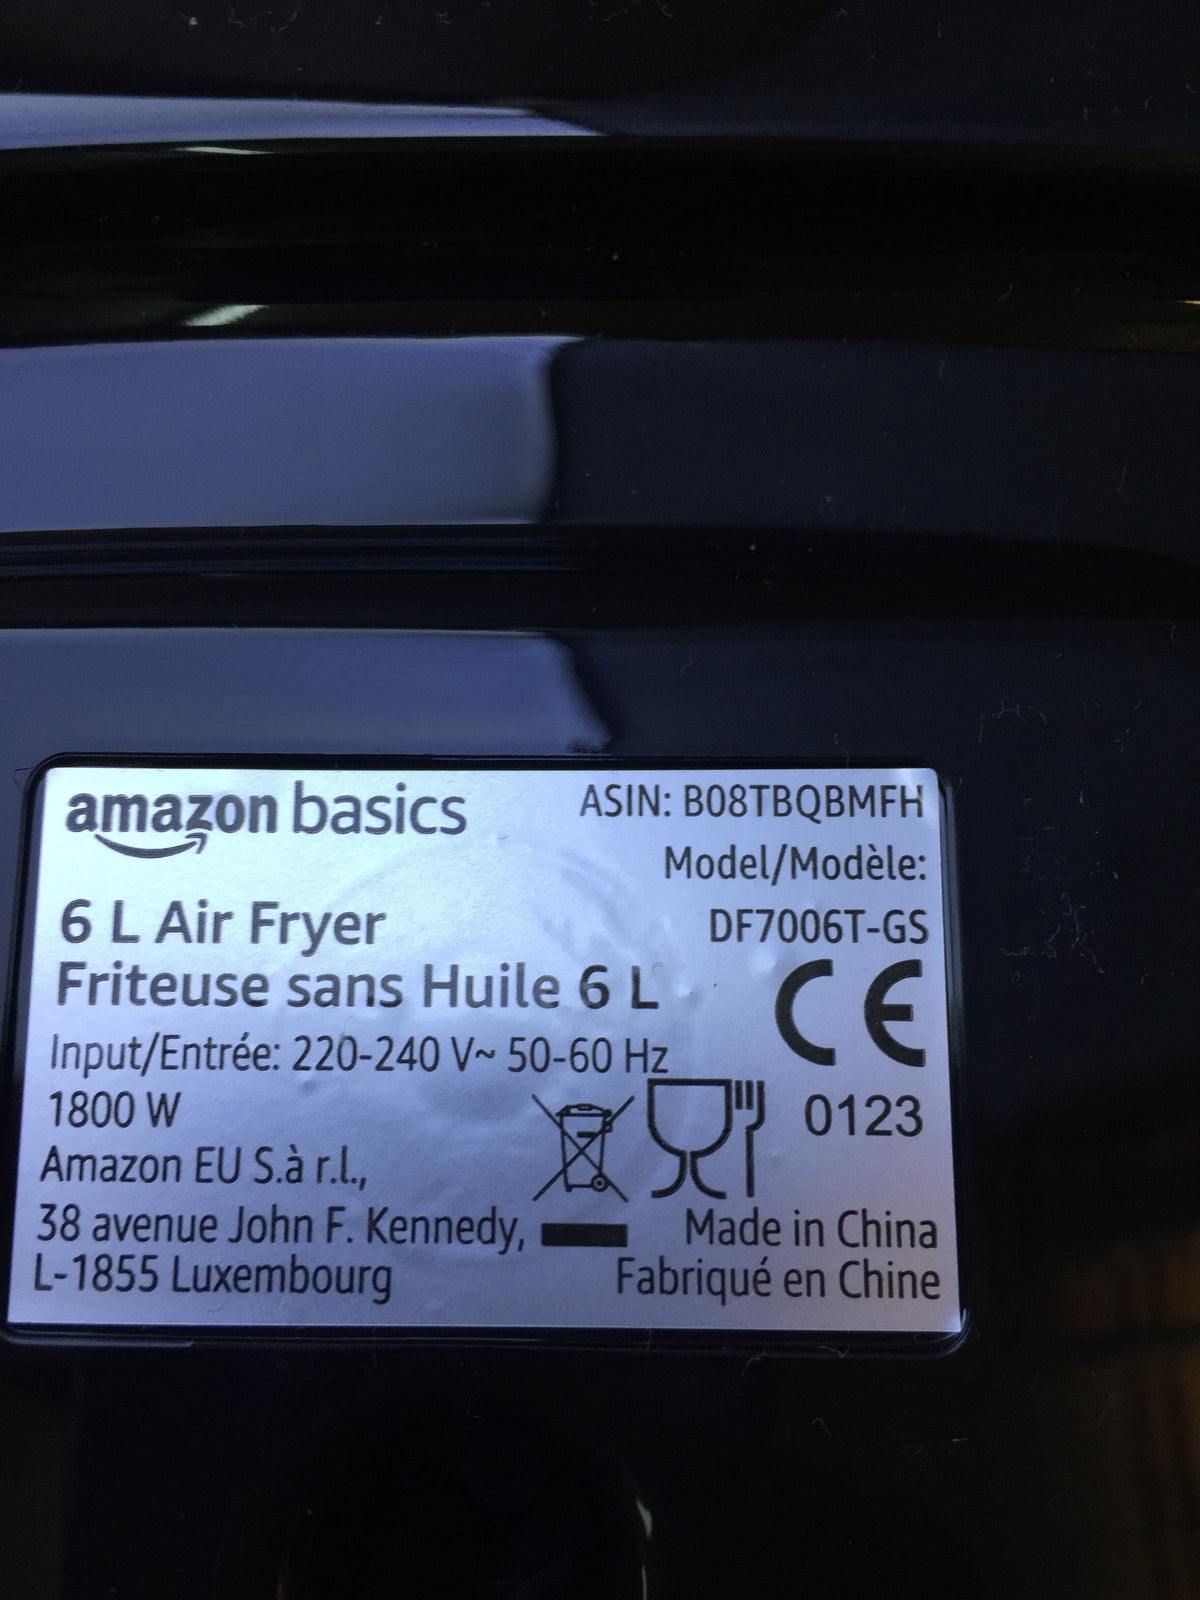 amazon basics
ASIN: B08TBQBMFH
Model/Modèle:
DF7006T-GS
6 L Air Fryer
Friteuse sans Huile 6 L
Input/Entrée: 220-240 V~ 50-60 Hz
1800 W
CE
0123
Amazon EU S.à r.l.,
38 avenue John F. Kennedy,
L-1855 Luxembourg
Made in China
Fabriqué en Chine